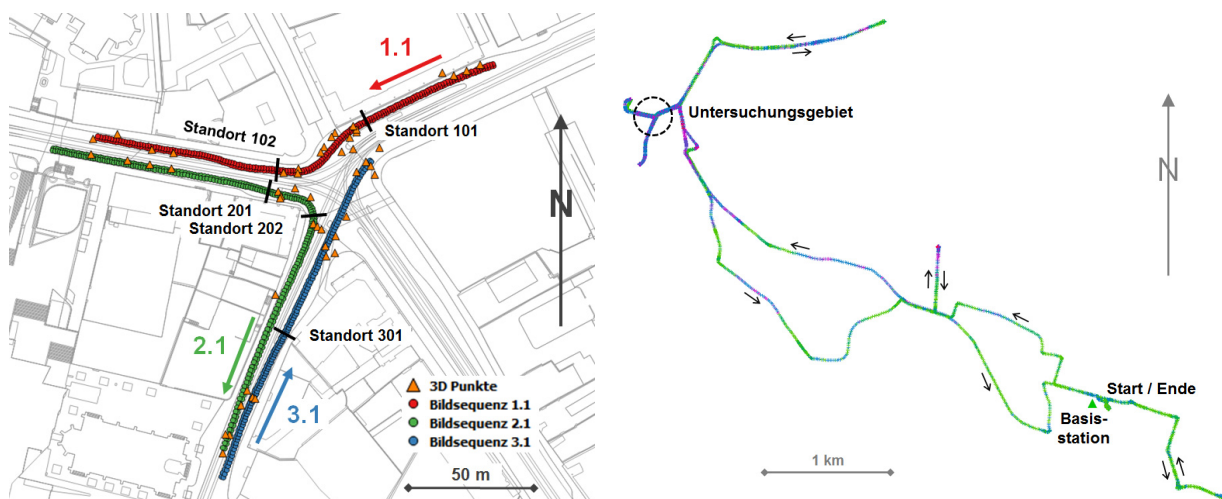 1.1
Standort 101
Standort 102
N
Standort 201
Standort 202
Standort 301
2.1
3.1
3D Punkte
Bildsequenz 1.1
Bildsequenz 2.1
Bildsequenz 3.1
50 m
Untersuchungsgebiet
N
Start / Ende
Basis-
station
1 km